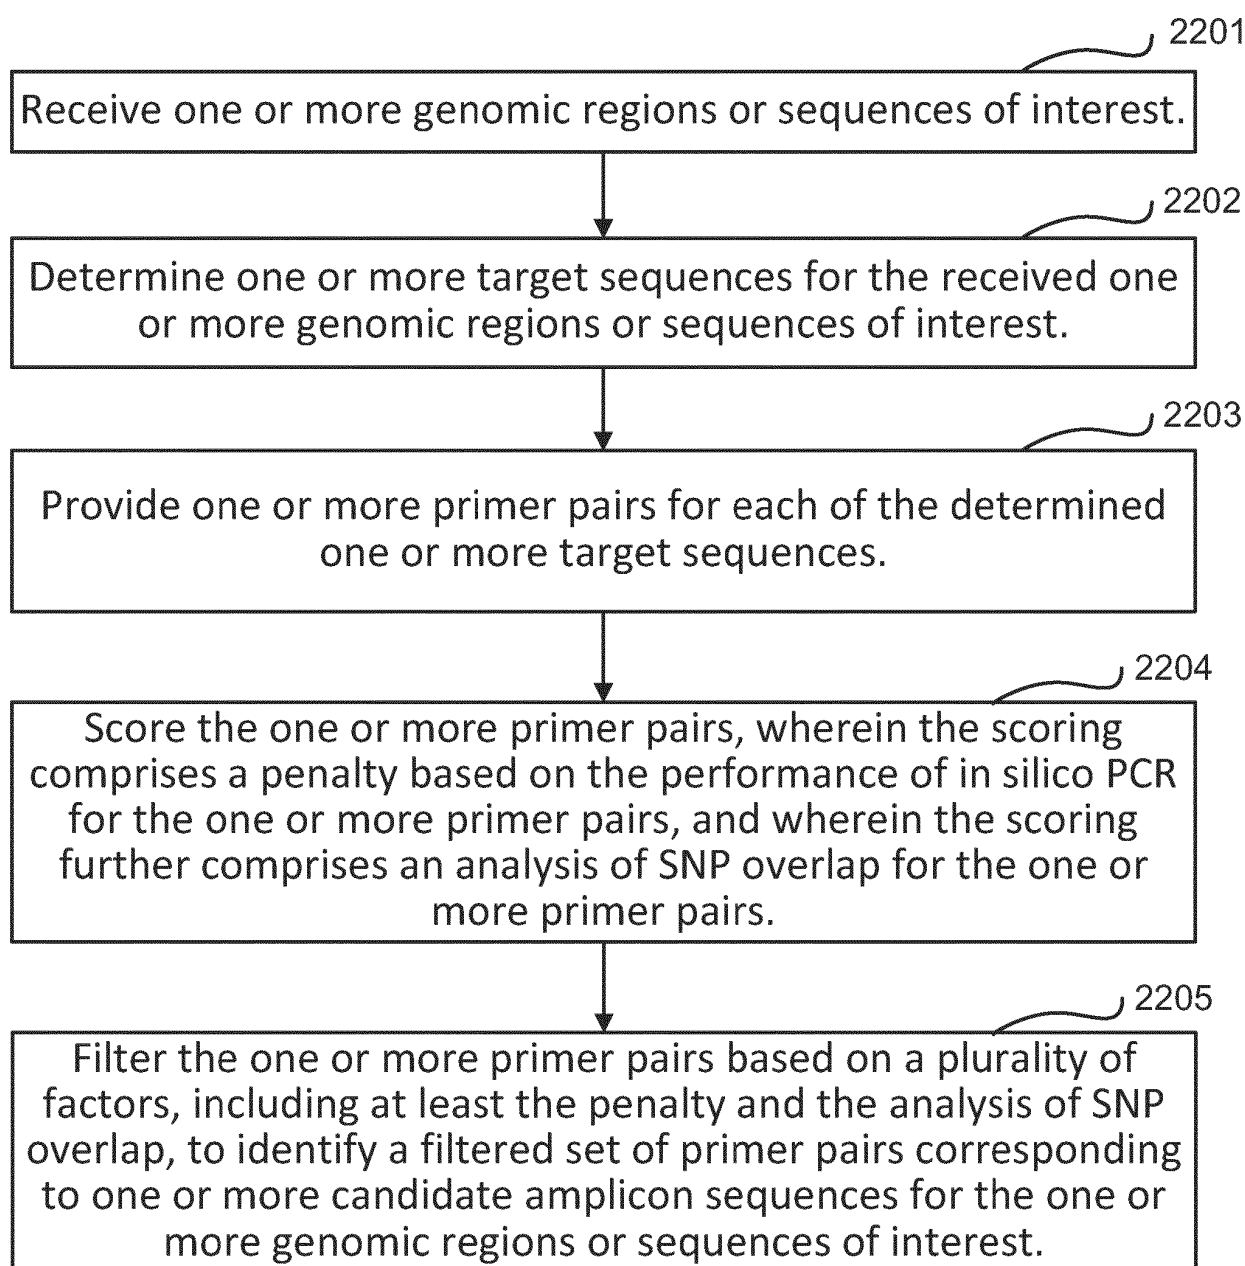 2201
Receive one or more genomic regions or sequences of interest.
2202
Determine one or more target sequences for the received one
or more genomic regions or sequences of interest.
2203
Provide one or more primer pairs for each of the determined
one or more target sequences.
2204
Score the one or more primer pairs, wherein the scoring
comprises a penalty based on the performance of in silico PCR
for the one or more primer pairs, and wherein the scoring
further comprises an analysis of SNP overlap for the one or
more primer pairs.
2205
Filter the one or more primer pairs based on a plurality of
factors, including at least the penalty and the analysis of SNP
overlap, to identify a filtered set of primer pairs corresponding
to one or more candidate amplicon sequences for the one or
more genomic regions or sequences of interest.